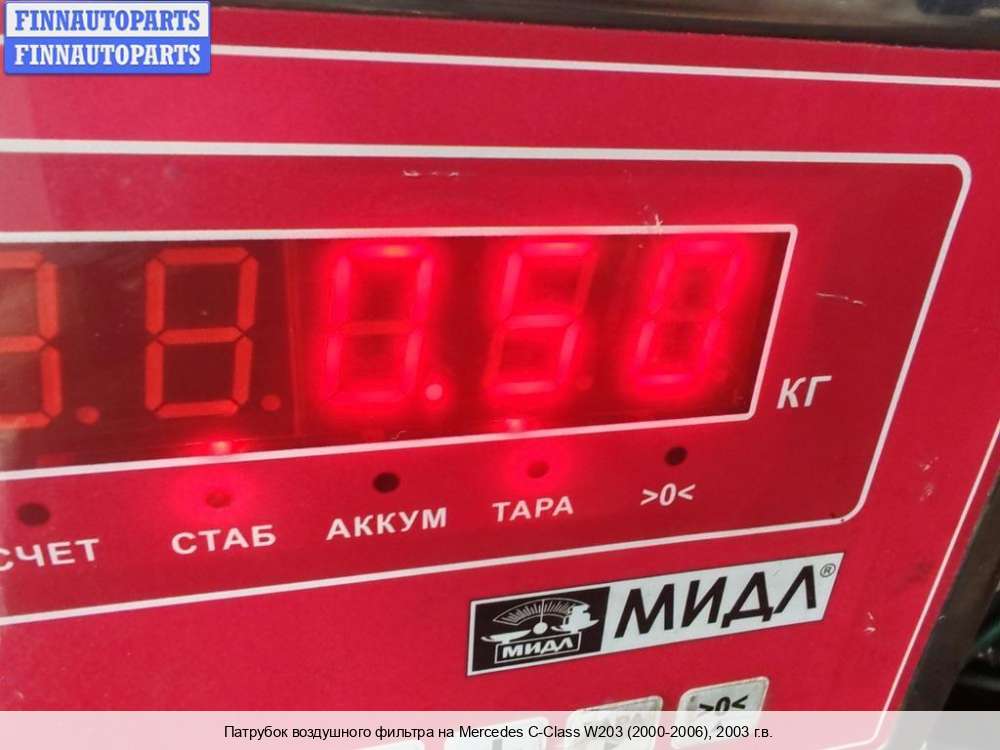 FINNAUTOPARTS
FINNAUTOPARTS
0.50
КГ
СЧЕТ
СТАБ
АККУМ
ТАРА
>0<
МИДЛ
МИДЛ®
>0<
Патрубок воздушного фильтра на Mercedes C-Class W203 (2000-2006), 2003 г.в.